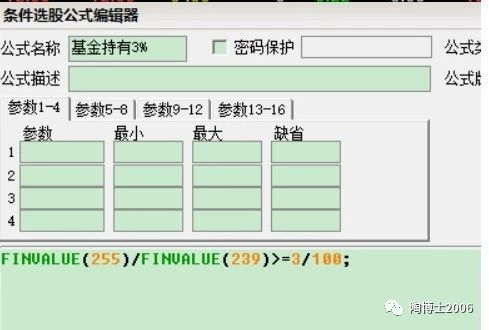 条件选股公式编辑器
公式名称 基金持有3% 密码保护 公式类
公式描述 公式版
参数1-4 参数5-8 参数9-12 参数13-16
参数 最小 最大 缺省
1
2
3
4
FINVALUE(255)/FINVALUE(239)>=3/100;
陶博士2006